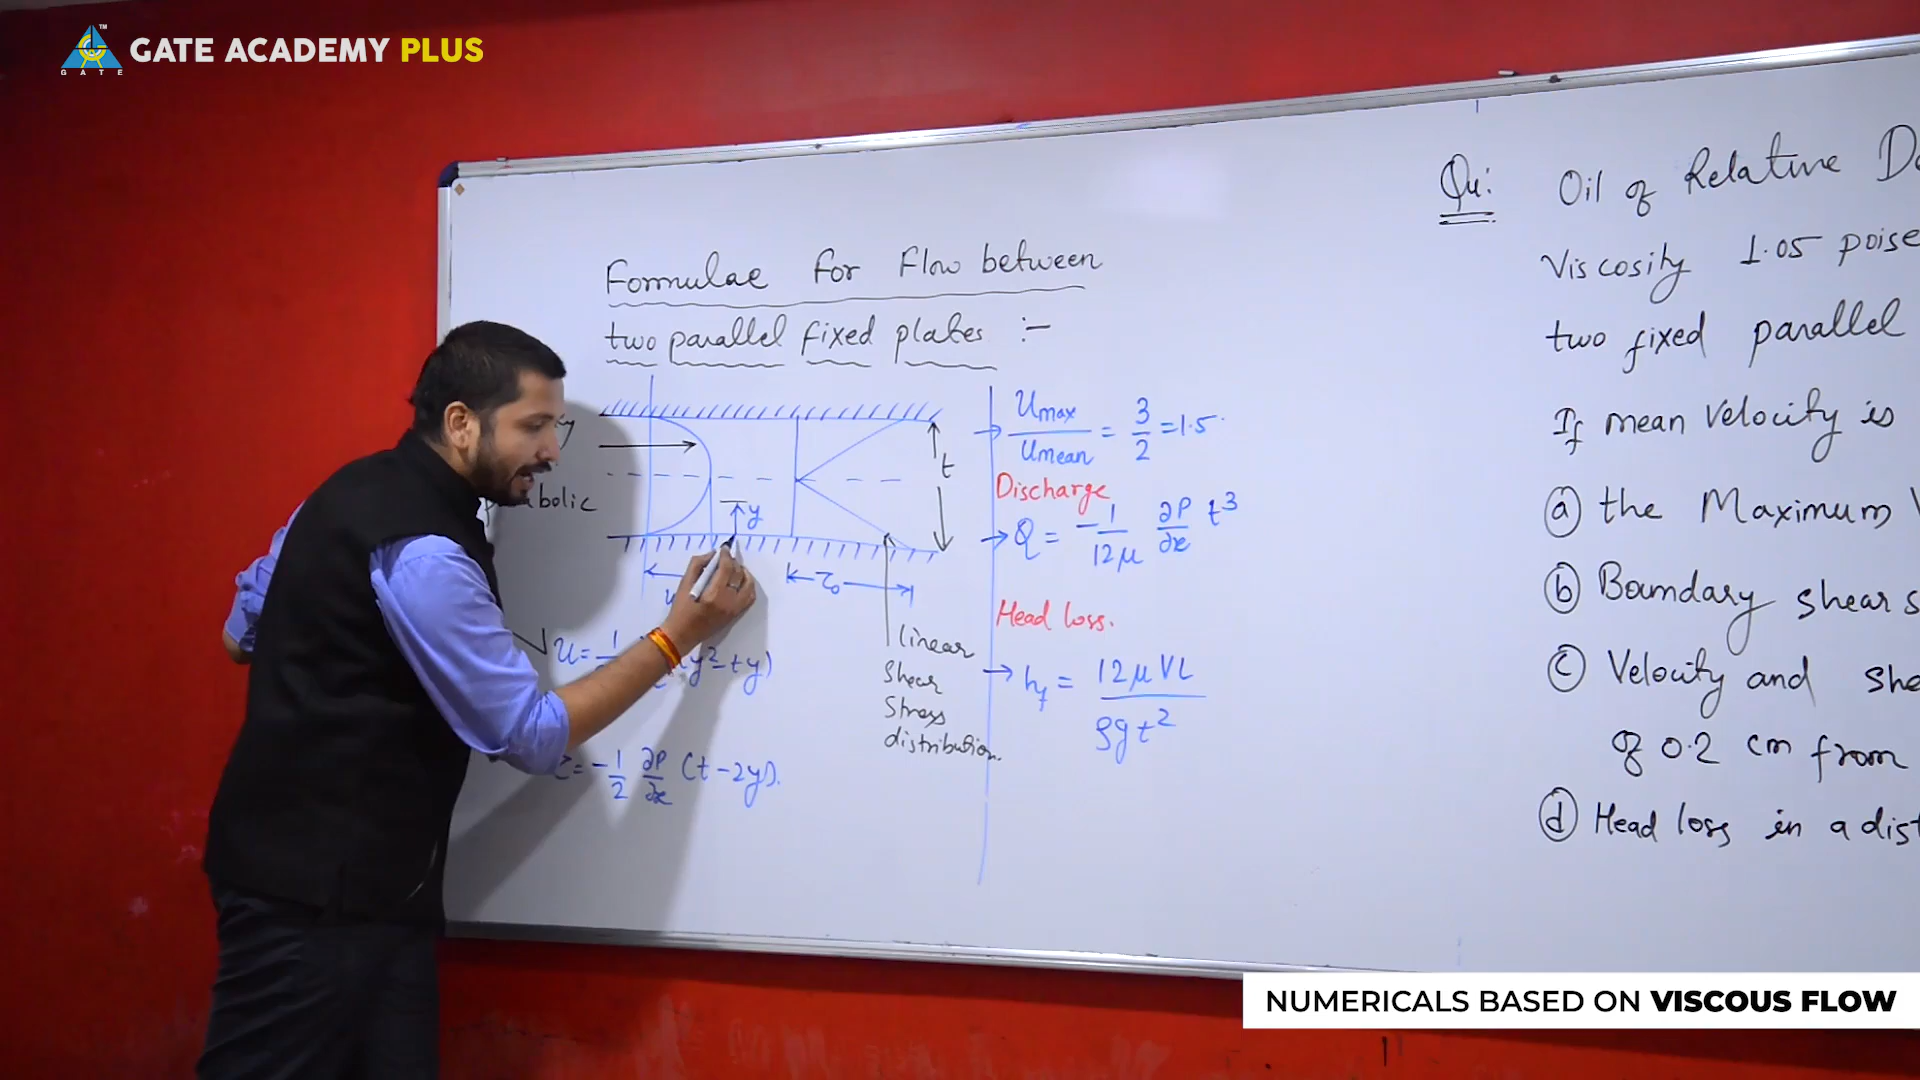 GATE ACADEMY PLUS
GATE
TM
Formulae for Flow between
two parallel fixed plates :-
y
t
τ₀
Umax / Umean = 3/2 = 1.5
Discharge
→ Q = -1/12μ ∂P/∂x t³
Head loss.
→ hf = 12μVL / ρgt²
linear
shear
stress
distribution.
τ = -1/2 ∂P/∂x (t-2y).
Qu: Oil of Relative
Viscosity 1.05 poise
two fixed parallel
If mean velocity is
(a) the Maximum
(b) Boundary shear
(c) Velocity and
of 0.2 cm from
(d) Head loss in a
NUMERICALS BASED ON VISCOUS FLOW